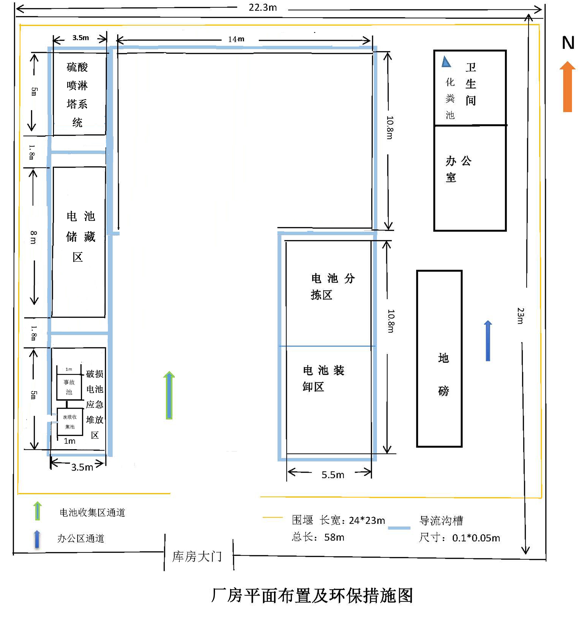 22.3m
3.5m
14m
N
硫酸
喷淋
塔系
统
5m
卫
生
间
化
粪
池
1.8m
10.8m
办公
室
电 池
储 藏
区
8m
电 池 分
拣区
10.8m
23m
1.8m
地
磅
电 池 装
卸区
5m
破损
电池
应急
堆放
区
1m
事故
池
集池
1m
3.5m
5.5m
电池收集区通道
办公区通道
围堰 长宽：24*23m
总长：58m
导流沟槽
尺寸：0.1*0.05m
库房大门
厂房平面布置及环保措施图